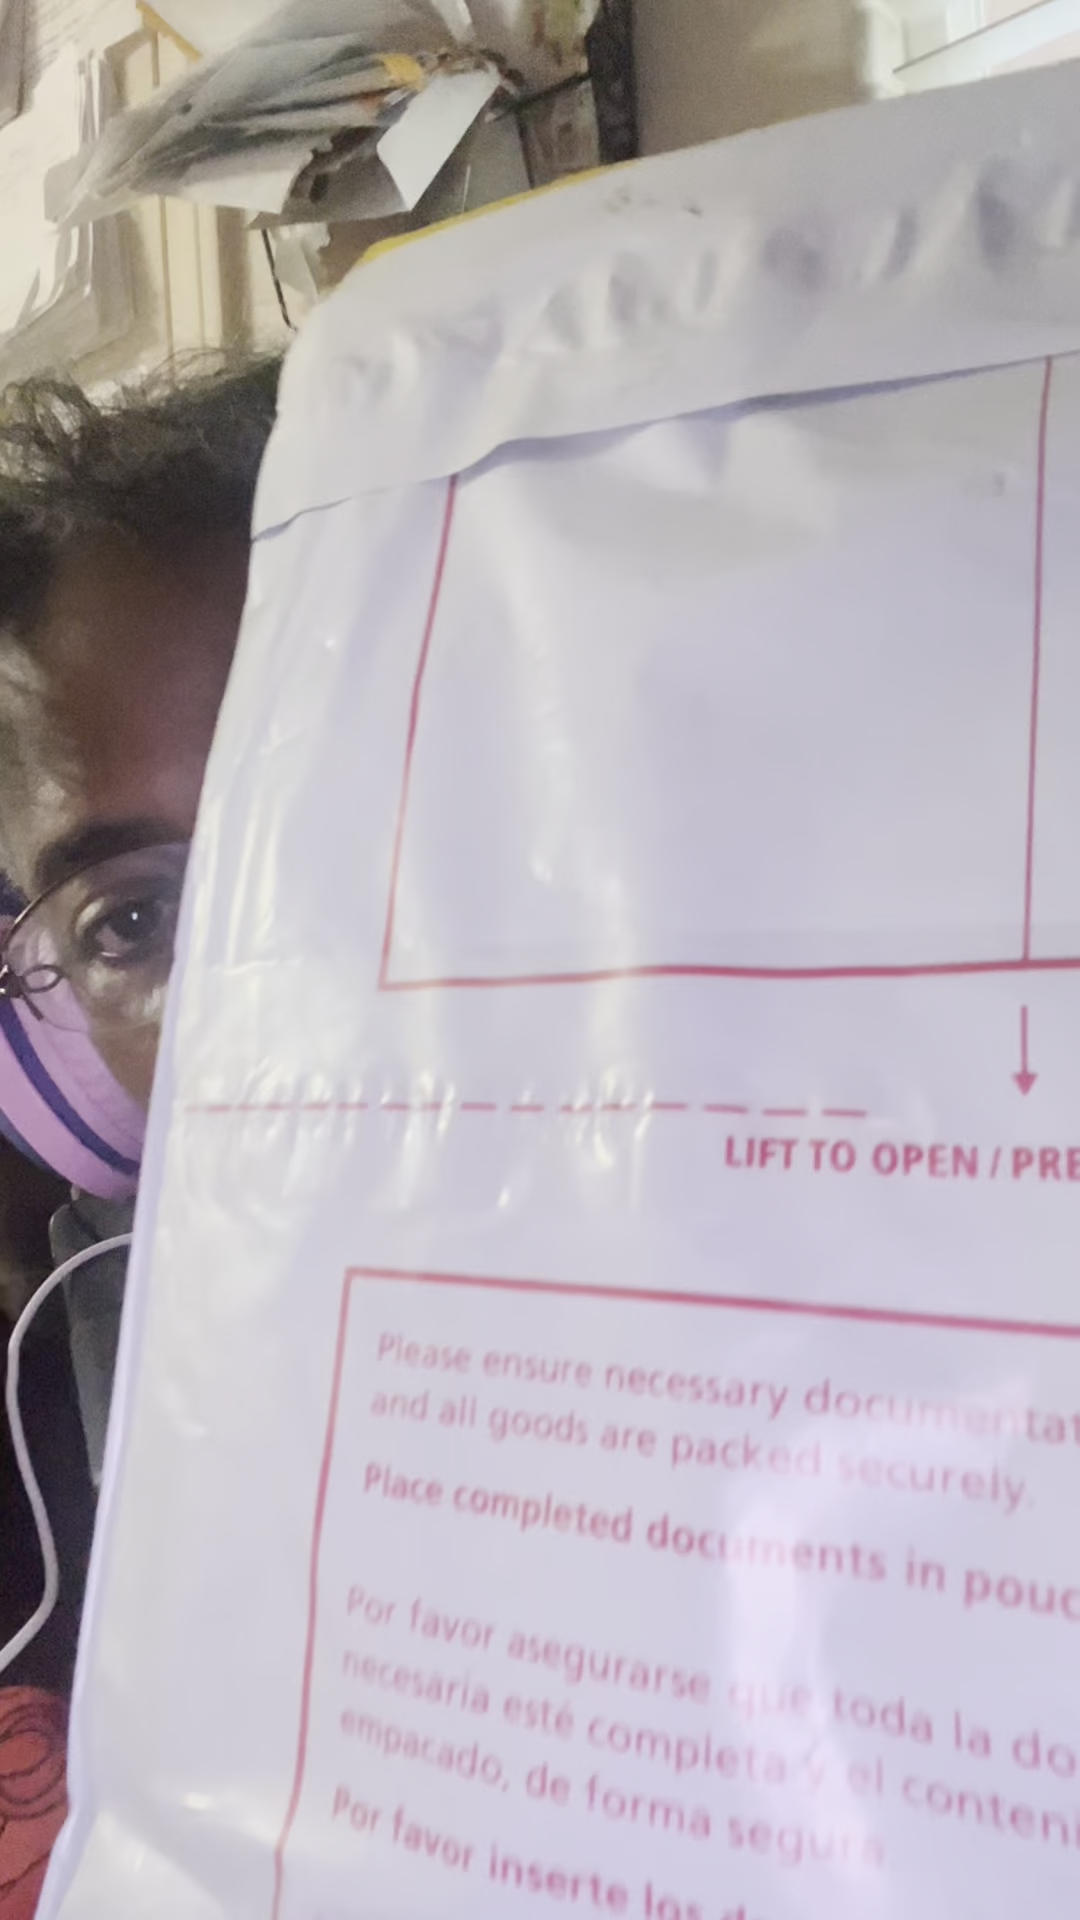 LIFT TO OPEN / PRE
Please ensure necessary documentat
and all goods are packed securely.
Place completed documents in pouc
Por favor asegurarse que toda la do
necesaria esté completa y el conteni
empacado, de forma segura
Por favor inserte los